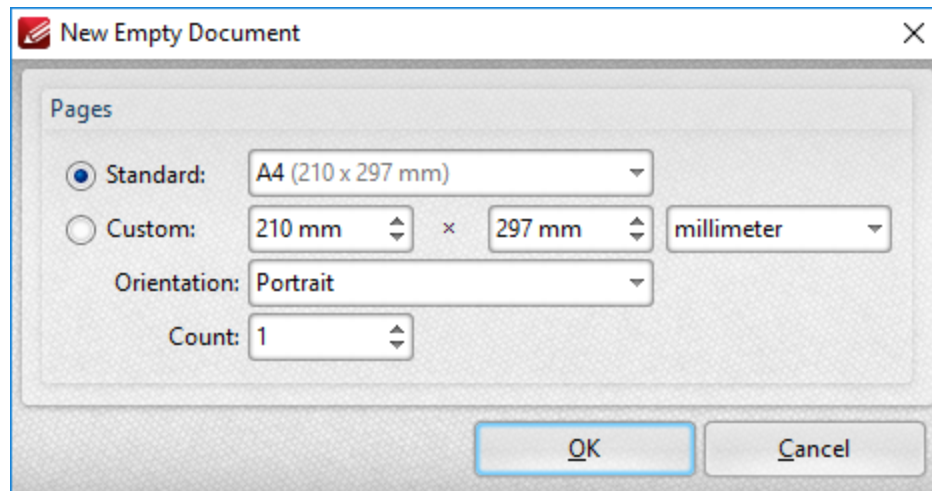 New Empty Document
Pages
Standard: A4 (210 x 297 mm)
Custom: 210 mm × 297 mm millimeter
Orientation: Portrait
Count: 1
OK Cancel